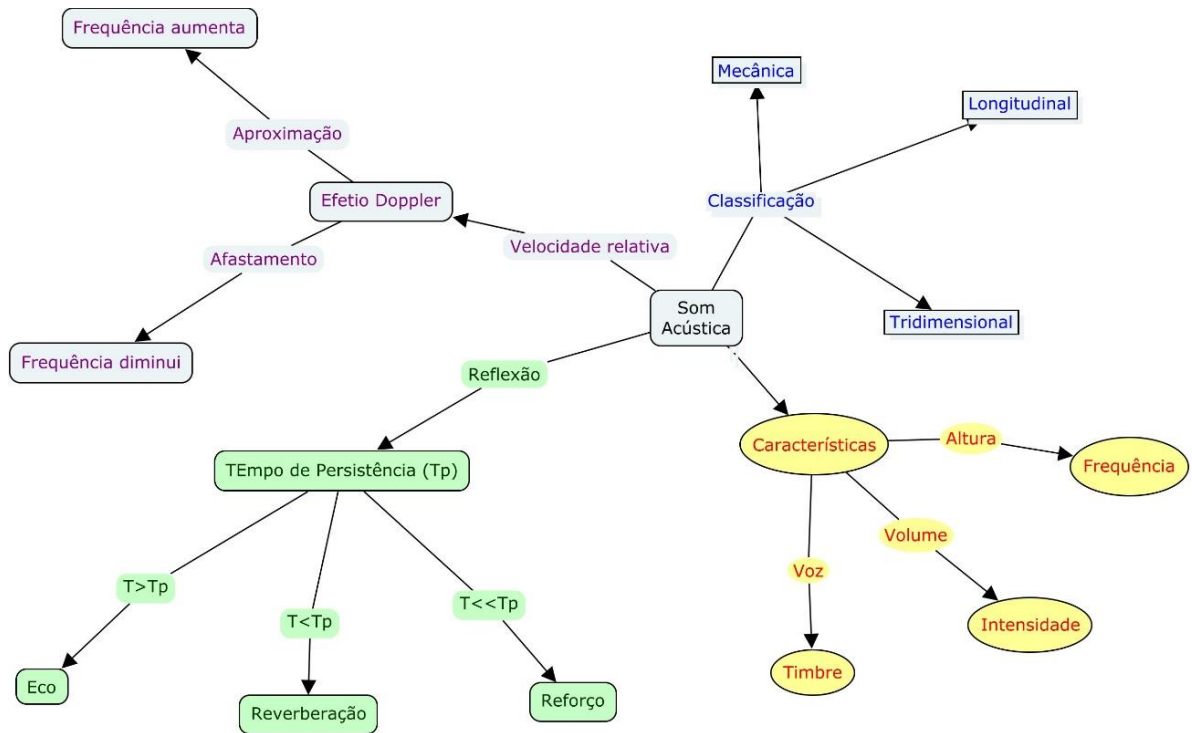 Frequência aumenta
Mecânica
Longitudinal
Aproximação
Efetio Doppler
Classificação
Velocidade relativa
Afastamento
Som
Acústica
Tridimensional
Frequência diminui
Reflexão
Características
Altura
Frequência
TEmpo de Persistência (Tp)
Volume
Voz
T>Tp
T<Tp
T<<Tp
Intensidade
Timbre
Eco
Reverberação
Reforço